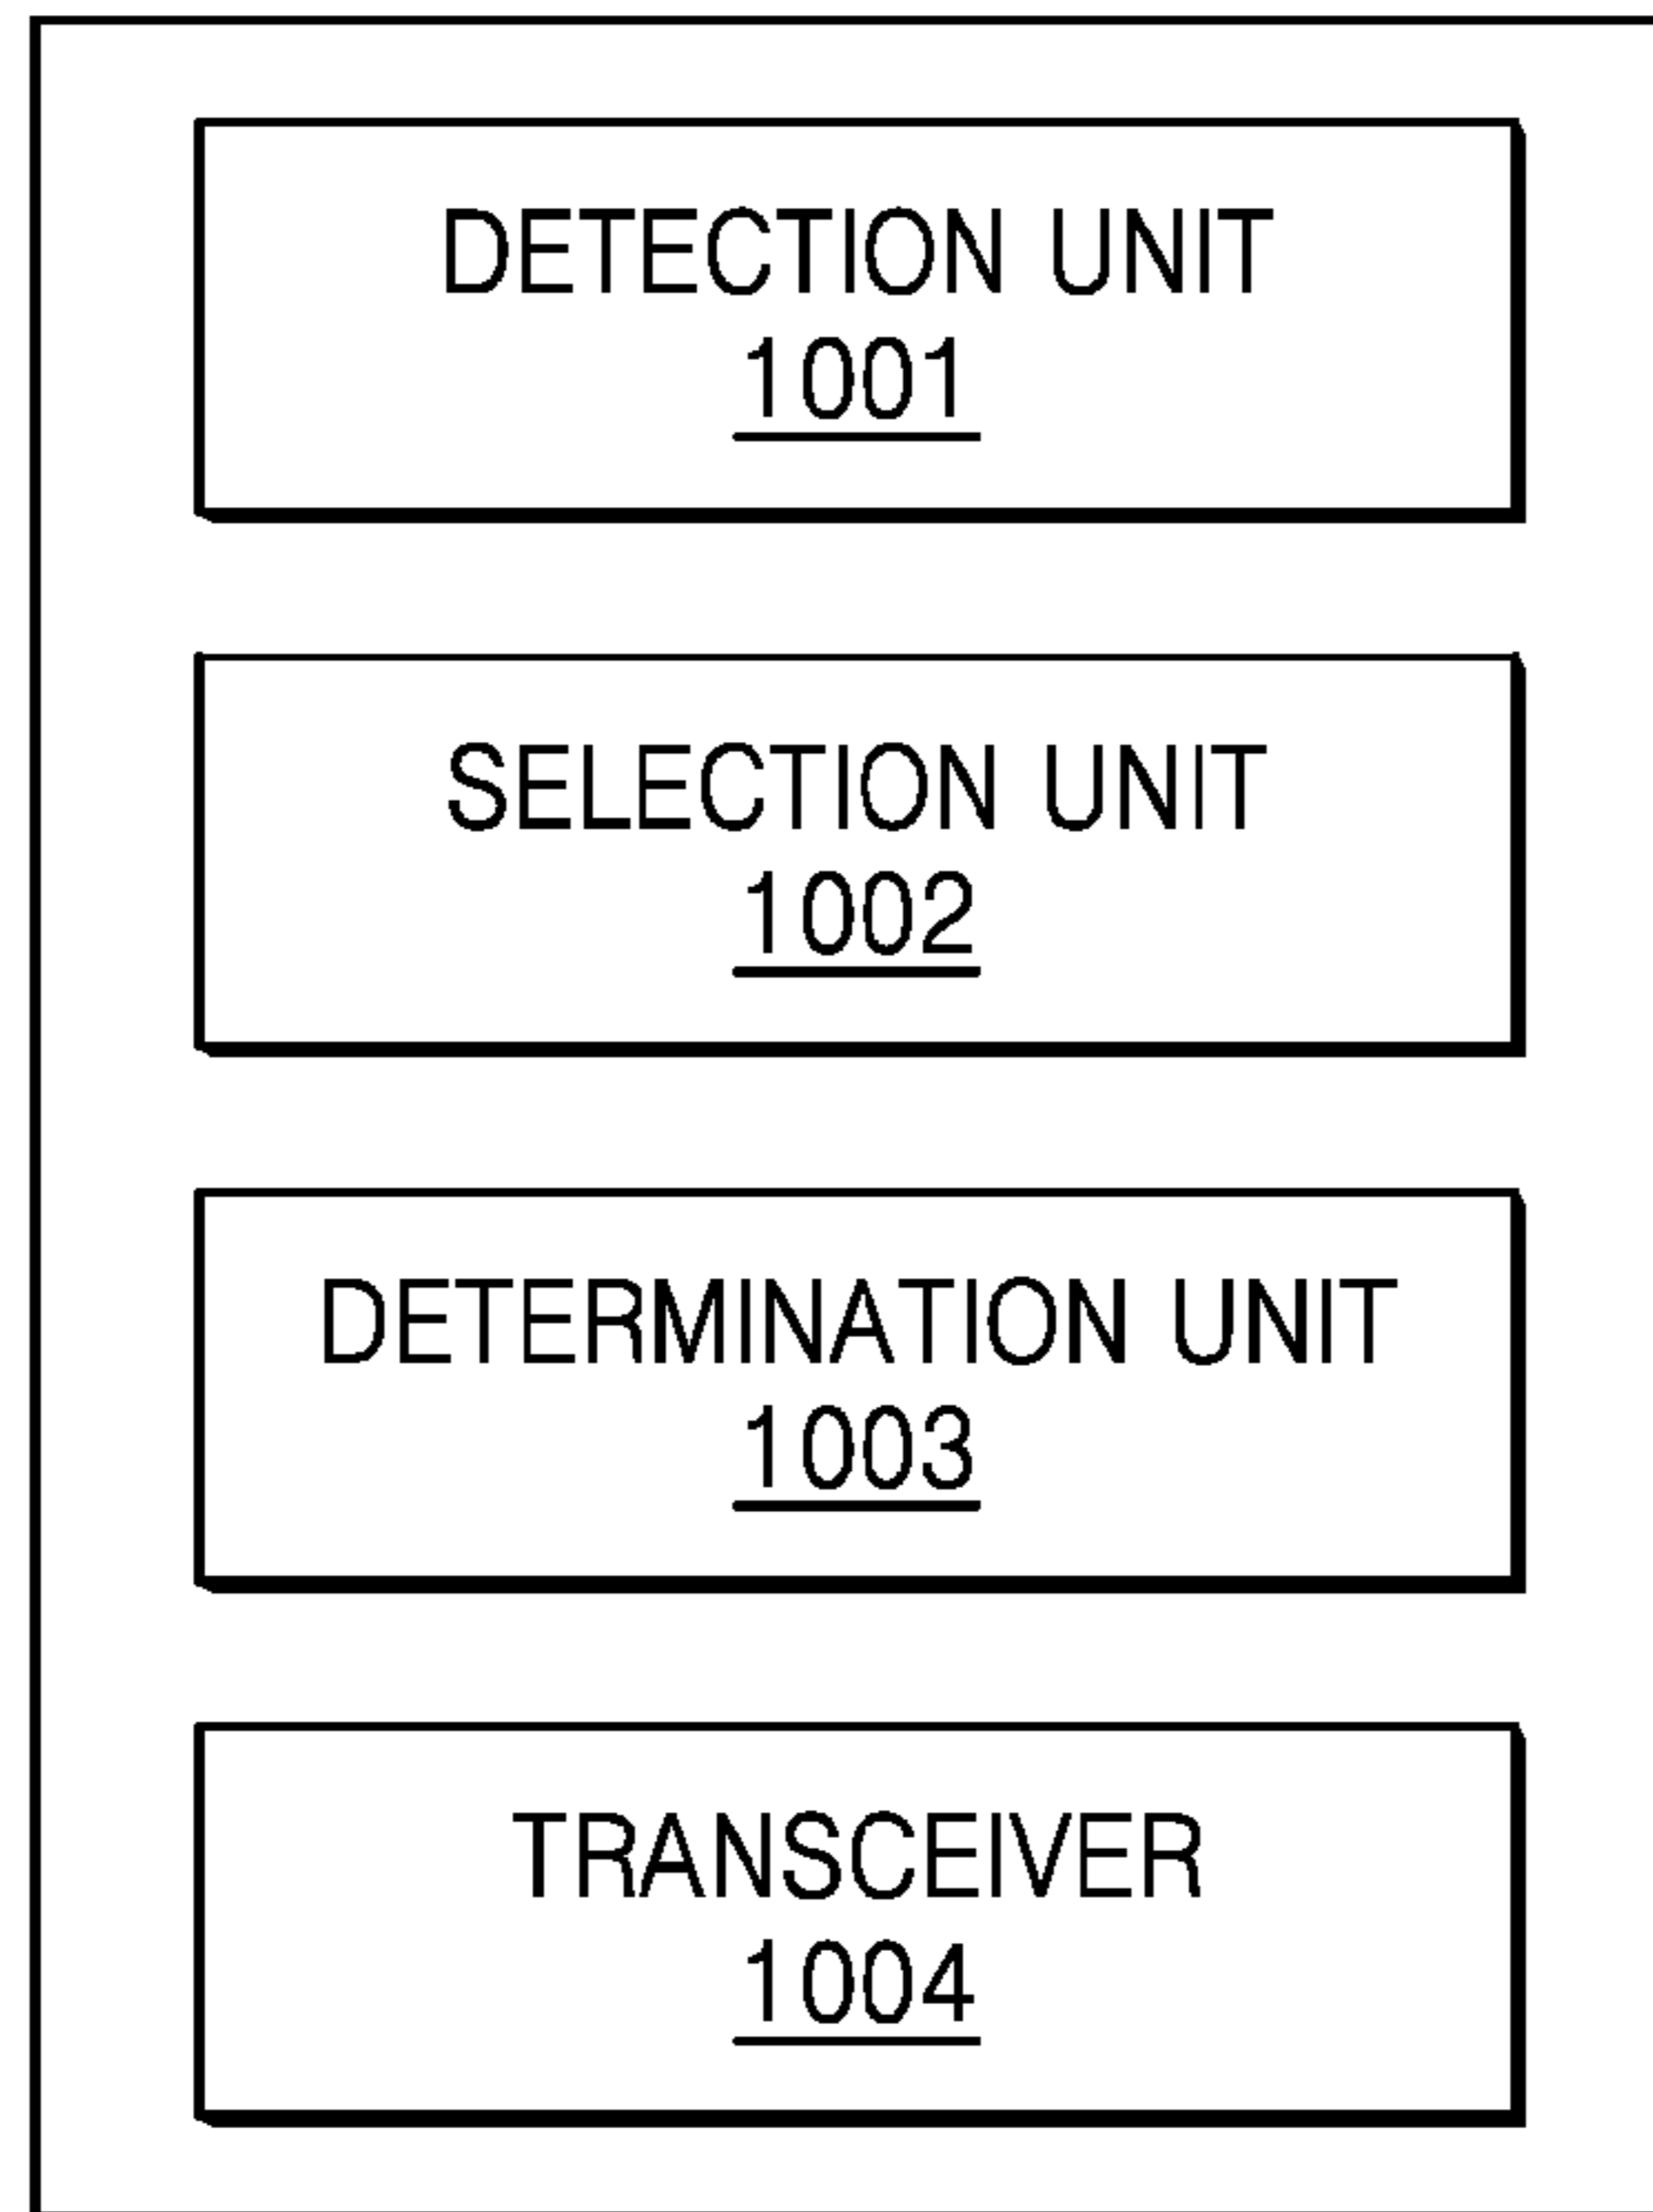 DETECTION UNIT
1001
SELECTION UNIT
1002
DETERMINATION UNIT
1003
TRANSCEIVER
1004